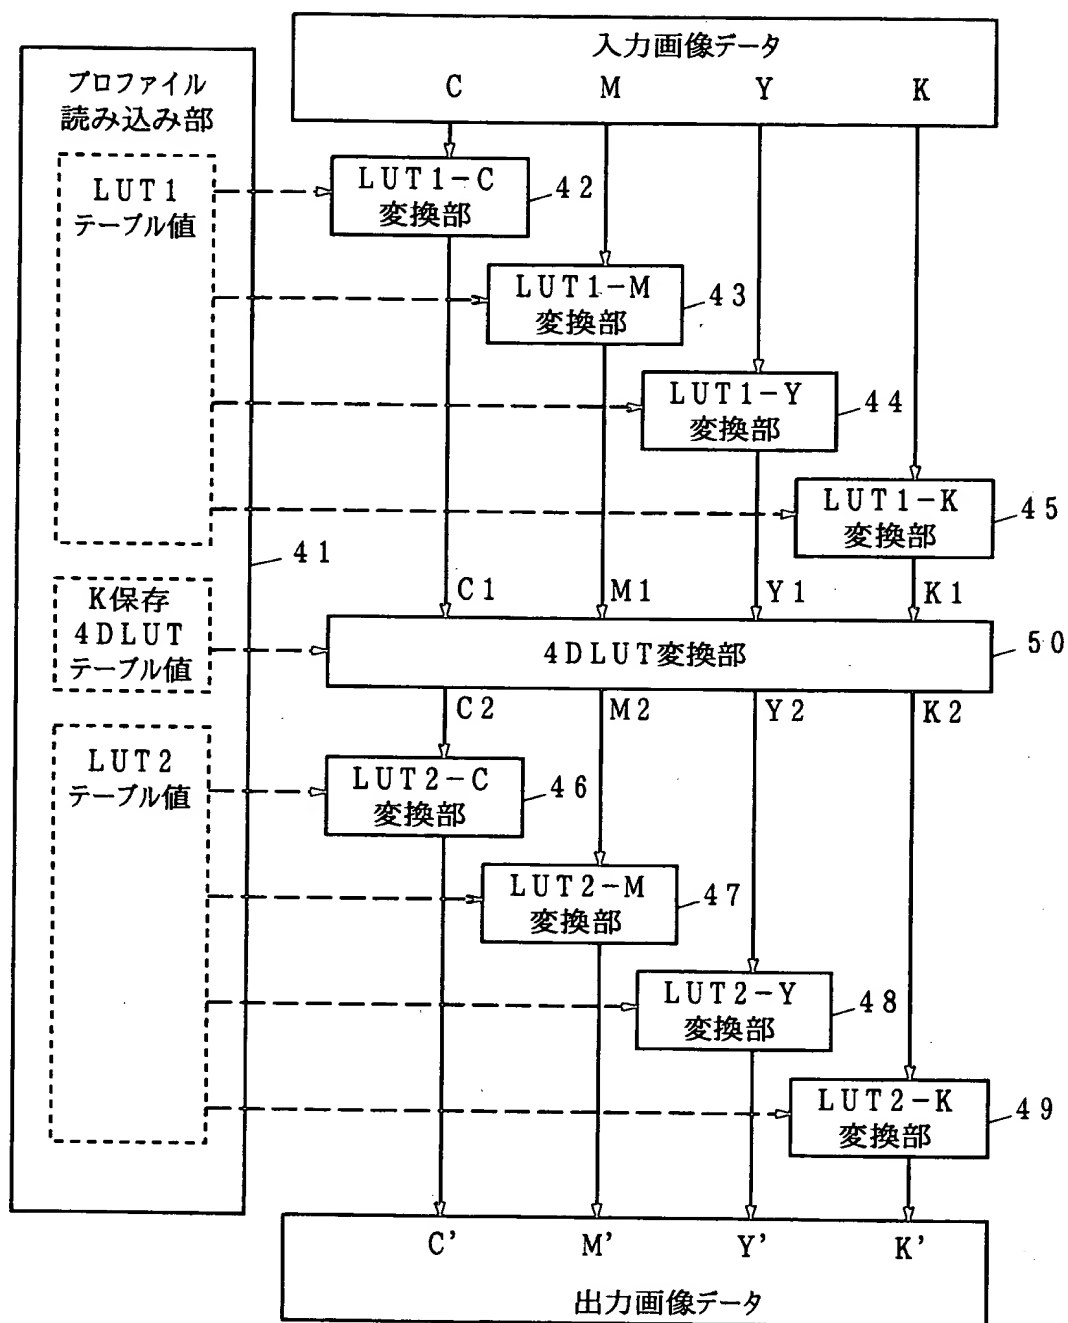 入力画像データ
C M Y K
プロファイル
読み込み部
LUT1
テーブル値
LUT1-C
変換部
42
LUT1-M
変換部
43
LUT1-Y
変換部
44
LUT1-K
変換部
45
41
C1 M1 Y1 K1
K保存
4DLUT
テーブル値
4DLUT変換部
50
C2 M2 Y2 K2
LUT2
テーブル値
LUT2-C
変換部
46
LUT2-M
変換部
47
LUT2-Y
変換部
48
LUT2-K
変換部
49
C' M' Y' K'
出力画像データ